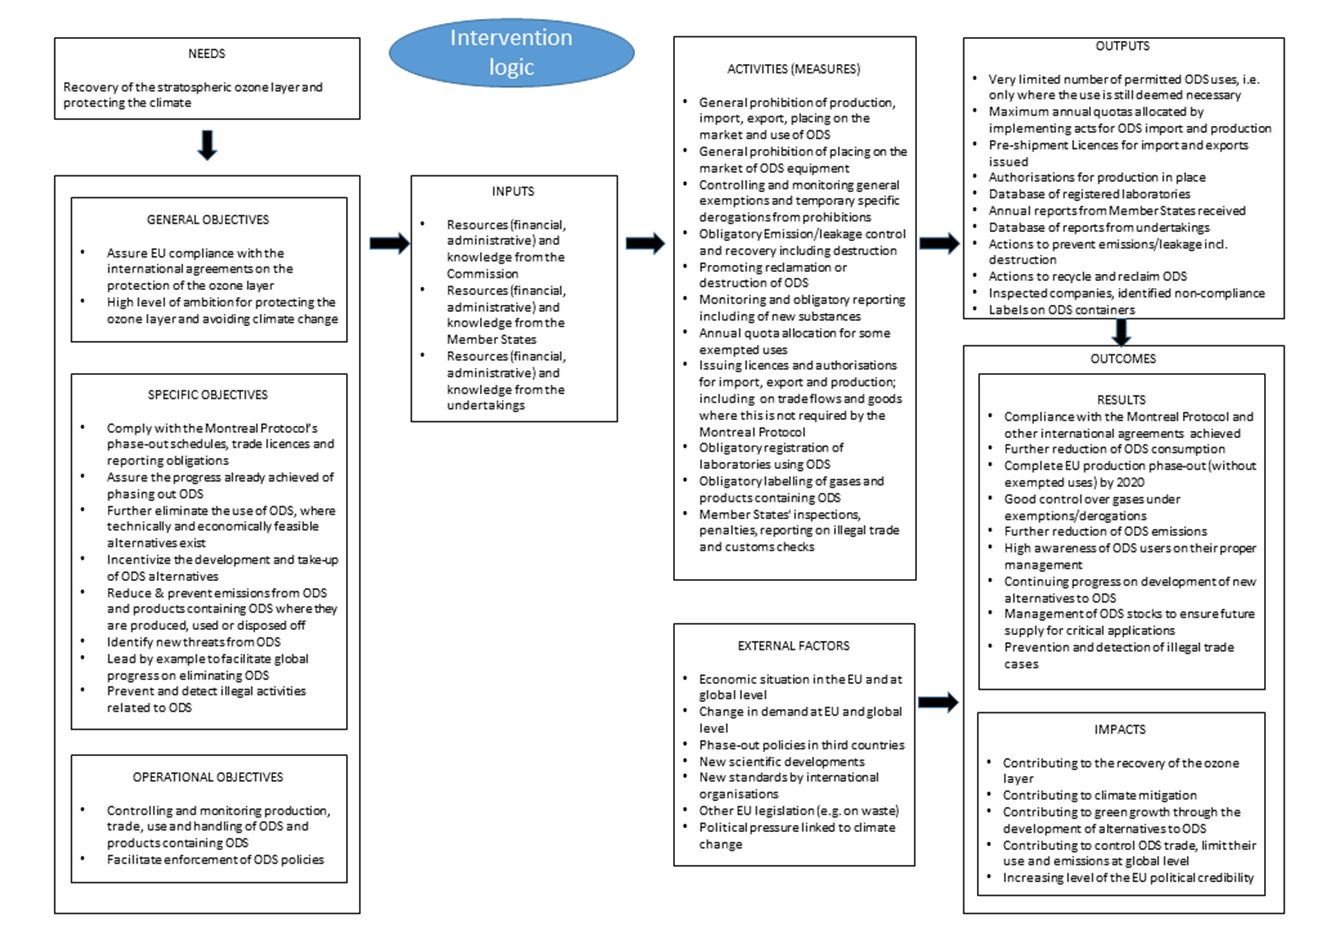 Intervention
logic
NEEDS
Recovery of the stratospheric ozone layer and
protecting the climate
GENERAL OBJECTIVES
• Assure EU compliance with the
international agreements on the
protection of the ozone layer
• High level of ambition for protecting the
ozone layer and avoiding climate change
SPECIFIC OBJECTIVES
• Comply with the Montreal Protocol's
phase-out schedules, trade licences and
reporting obligations
• Assure the progress already achieved of
phasing out ODS
• Further eliminate the use of ODS, where
technically and economically feasible
alternatives exist
• Incentivize the development and take-up
of ODS alternatives
• Reduce & prevent emissions from ODS
and products containing ODS where they
are produced, used or disposed off
• Identify new threats from ODS
• Lead by example to facilitate global
progress on eliminating ODS
• Prevent and detect illegal activities
related to ODS
OPERATIONAL OBJECTIVES
• Controlling and monitoring production,
trade, use and handling of ODS and
products containing ODS
• Facilitate enforcement of ODS policies
INPUTS
• Resources (financial,
administrative) and
knowledge from the
Commission
• Resources (financial,
administrative) and
knowledge from the
Member States
• Resources (financial,
administrative) and
knowledge from the
undertakings
ACTIVITIES (MEASURES)
• General prohibition of production,
import, export, placing on the
market and use of ODS
• General prohibition of placing on the
market of ODS equipment
• Controlling and monitoring general
exemptions and temporary specific
derogations from prohibitions
• Obligatory Emission/leakage control
and recovery including destruction
• Promoting reclamation or
destruction of ODS
• Monitoring and obligatory reporting
including of new substances
• Annual quota allocation for some
exempted uses
• Issuing licences and authorisations
for import, export and production;
including on trade flows and goods
where this is not required by the
Montreal Protocol
• Obligatory registration of
laboratories using ODS
• Obligatory labelling of gases and
products containing ODS
• Member States' inspections,
penalties, reporting on illegal trade
and customs checks
EXTERNAL FACTORS
• Economic situation in the EU and at
global level
• Change in demand at EU and global
level
• Phase-out policies in third countries
• New scientific developments
• New standards by international
organisations
• Other EU legislation (e.g. on waste)
• Political pressure linked to climate
change
OUTPUTS
• Very limited number of permitted ODS uses, i.e.
only where the use is still deemed necessary
• Maximum annual quotas allocated by
implementing acts for ODS import and production
• Pre-shipment Licences for import and exports
issued
• Authorisations for production in place
• Database of registered laboratories
• Annual reports from Member States received
• Database of reports from undertakings
• Actions to prevent emissions/leakage incl.
destruction
• Actions to recycle and reclaim ODS
• Inspected companies, identified non-compliance
• Labels on ODS containers
OUTCOMES
RESULTS
• Compliance with the Montreal Protocol and
other international agreements achieved
• Further reduction of ODS consumption
• Complete EU production phase-out (without
exempted uses) by 2020
• Good control over gases under
exemptions/derogations
• Further reduction of ODS emissions
• High awareness of ODS users on their proper
management
• Continuing progress on development of new
alternatives to ODS
• Management of ODS stocks to ensure future
supply for critical applications
• Prevention and detection of illegal trade
cases
IMPACTS
• Contributing to the recovery of the ozone
layer
• Contributing to climate mitigation
• Contributing to green growth through the
development of alternatives to ODS
• Contributing to control ODS trade, limit their
use and emissions at global level
• Increasing level of the EU political credibility